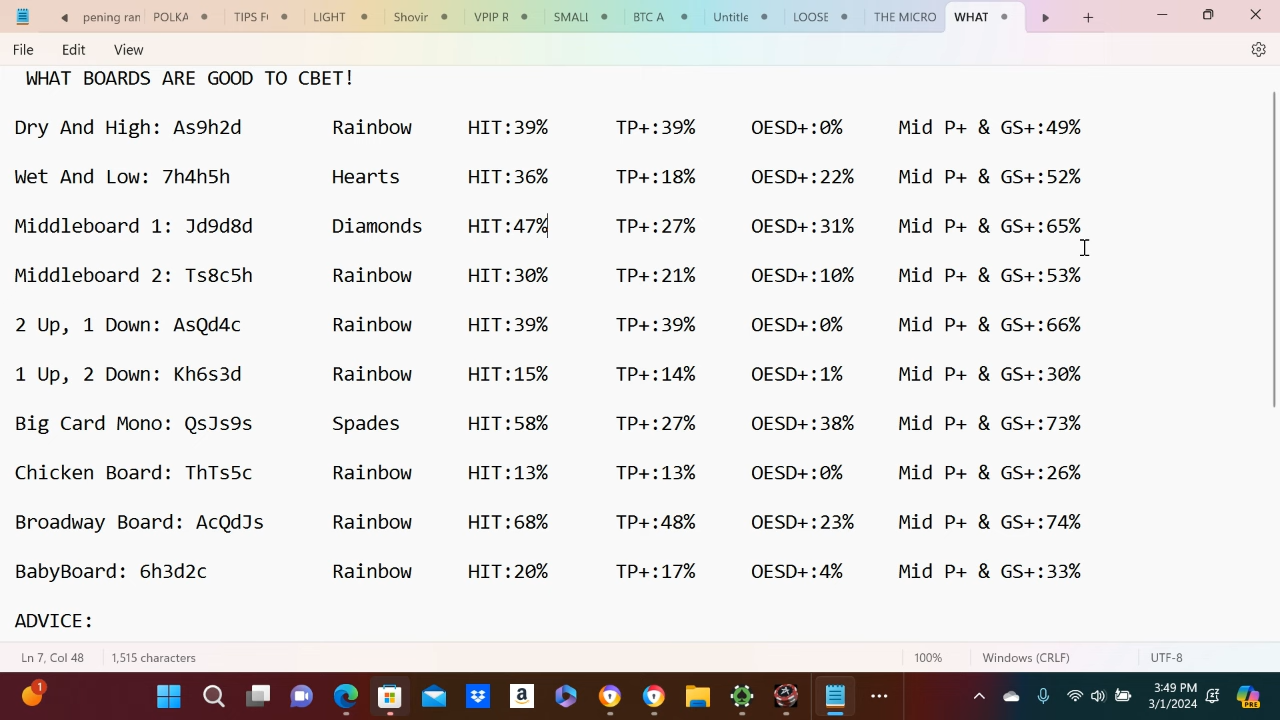 pening ran POLKA TIPS F LIGHT Shovir VPIP R SMALL BTC A Untitle LOOSE THE MICRO WHAT
File Edit View
WHAT BOARDS ARE GOOD TO CBET!
Dry And High: As9h2d Rainbow HIT:39% TP+:39% OESD+:0% Mid P+ & GS+:49%
Wet And Low: 7h4h5h Hearts HIT:36% TP+:18% OESD+:22% Mid P+ & GS+:52%
Middleboard 1: Jd9d8d Diamonds HIT:47% TP+:27% OESD+:31% Mid P+ & GS+:65%
Middleboard 2: Ts8c5h Rainbow HIT:30% TP+:21% OESD+:10% Mid P+ & GS+:53%
2 Up, 1 Down: AsQd4c Rainbow HIT:39% TP+:39% OESD+:0% Mid P+ & GS+:66%
1 Up, 2 Down: Kh6s3d Rainbow HIT:15% TP+:14% OESD+:1% Mid P+ & GS+:30%
Big Card Mono: QsJs9s Spades HIT:58% TP+:27% OESD+:38% Mid P+ & GS+:73%
Chicken Board: ThTs5c Rainbow HIT:13% TP+:13% OESD+:0% Mid P+ & GS+:26%
Broadway Board: AcQdJs Rainbow HIT:68% TP+:48% OESD+:23% Mid P+ & GS+:74%
BabyBoard: 6h3d2c Rainbow HIT:20% TP+:17% OESD+:4% Mid P+ & GS+:33%
ADVICE:
Ln 7, Col 48 1,515 characters 100% Windows (CRLF) UTF-8
1 a 3:49 PM PRE
3/1/2024